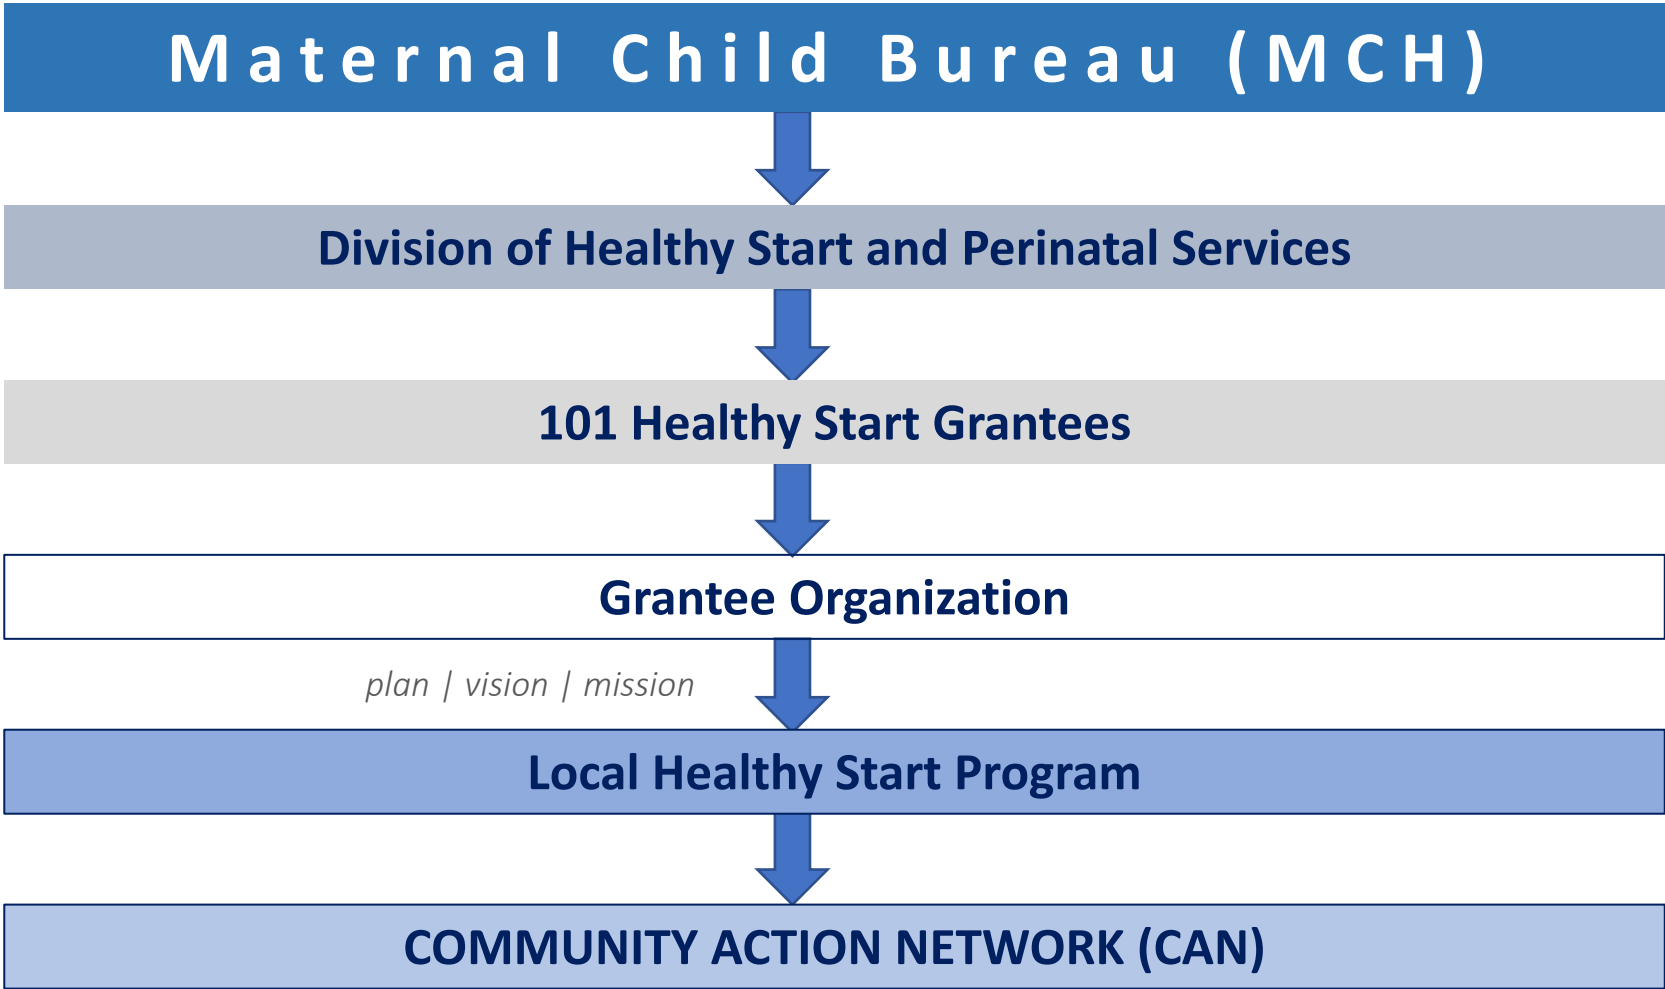 Maternal Child Bureau (MCH)
Division of Healthy Start and Perinatal Services
101 Healthy Start Grantees
Grantee Organization
plan | vision | mission
Local Healthy Start Program
COMMUNITY ACTION NETWORK (CAN)